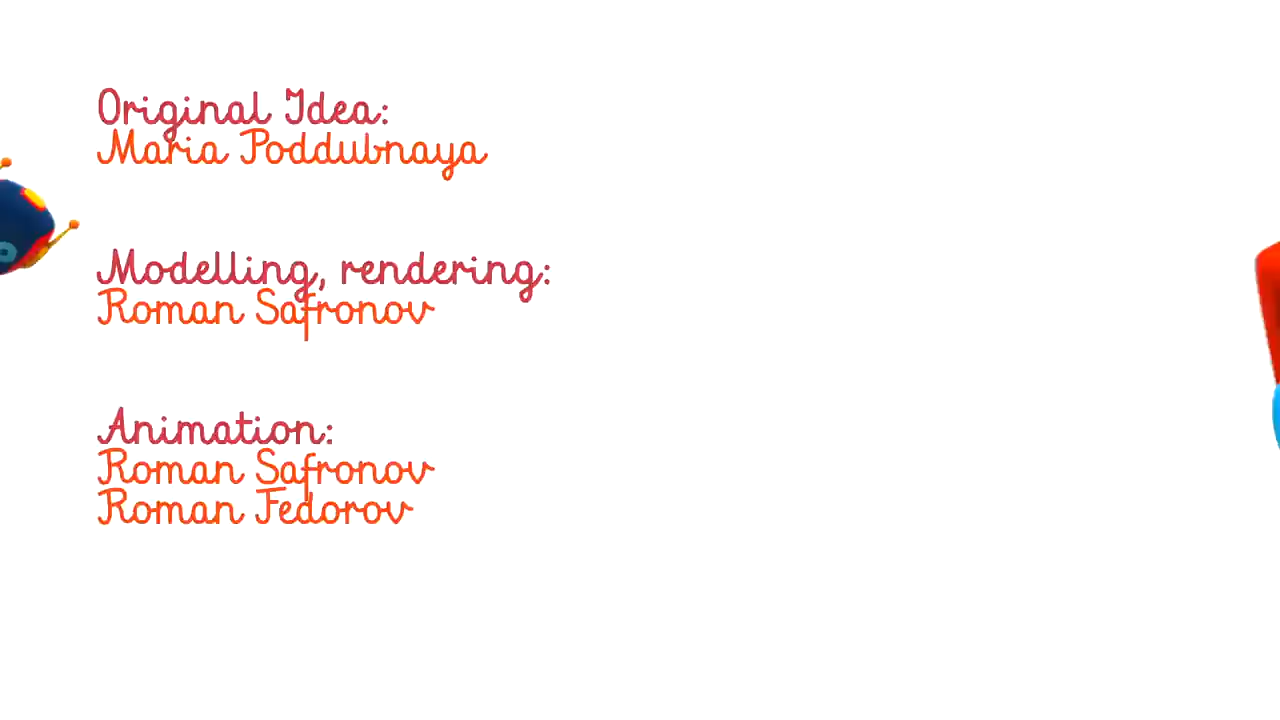 Original Idea:
Maria Poddubnaya
Modelling, rendering:
Roman Safronov
Animation:
Roman Safronov
Roman Fedorov